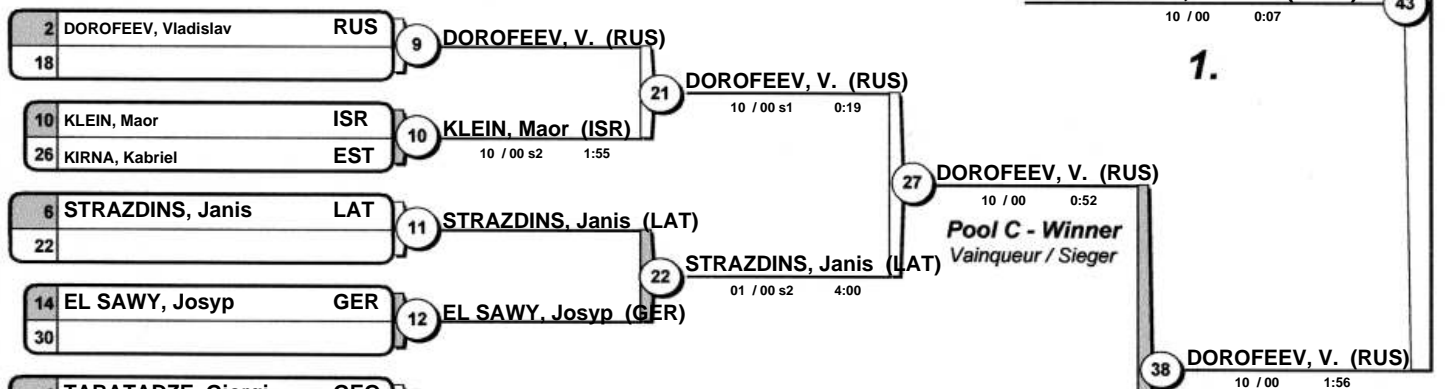 43
10 / 00 0:07
1.
2 DOROFEEV, Vladislav RUS
18
9 DOROFEEV, V. (RUS)
10 KLEIN, Maor ISR
26 KIRNA, Kabriel EST
10 KLEIN, Maor (ISR)
10 / 00 s2 1:55
21 DOROFEEV, V. (RUS)
10 / 00 s1 0:19
6 STRAZDINS, Janis LAT
22
11 STRAZDINS, Janis (LAT)
14 EL SAWY, Josyp GER
30
12 EL SAWY, Josyp (GER)
22 STRAZDINS, Janis (LAT)
01 / 00 s2 4:00
27 DOROFEEV, V. (RUS)
10 / 00 0:52
Pool C - Winner
Vainqueur / Sieger
38 DOROFEEV, V. (RUS)
10 / 00 1:56